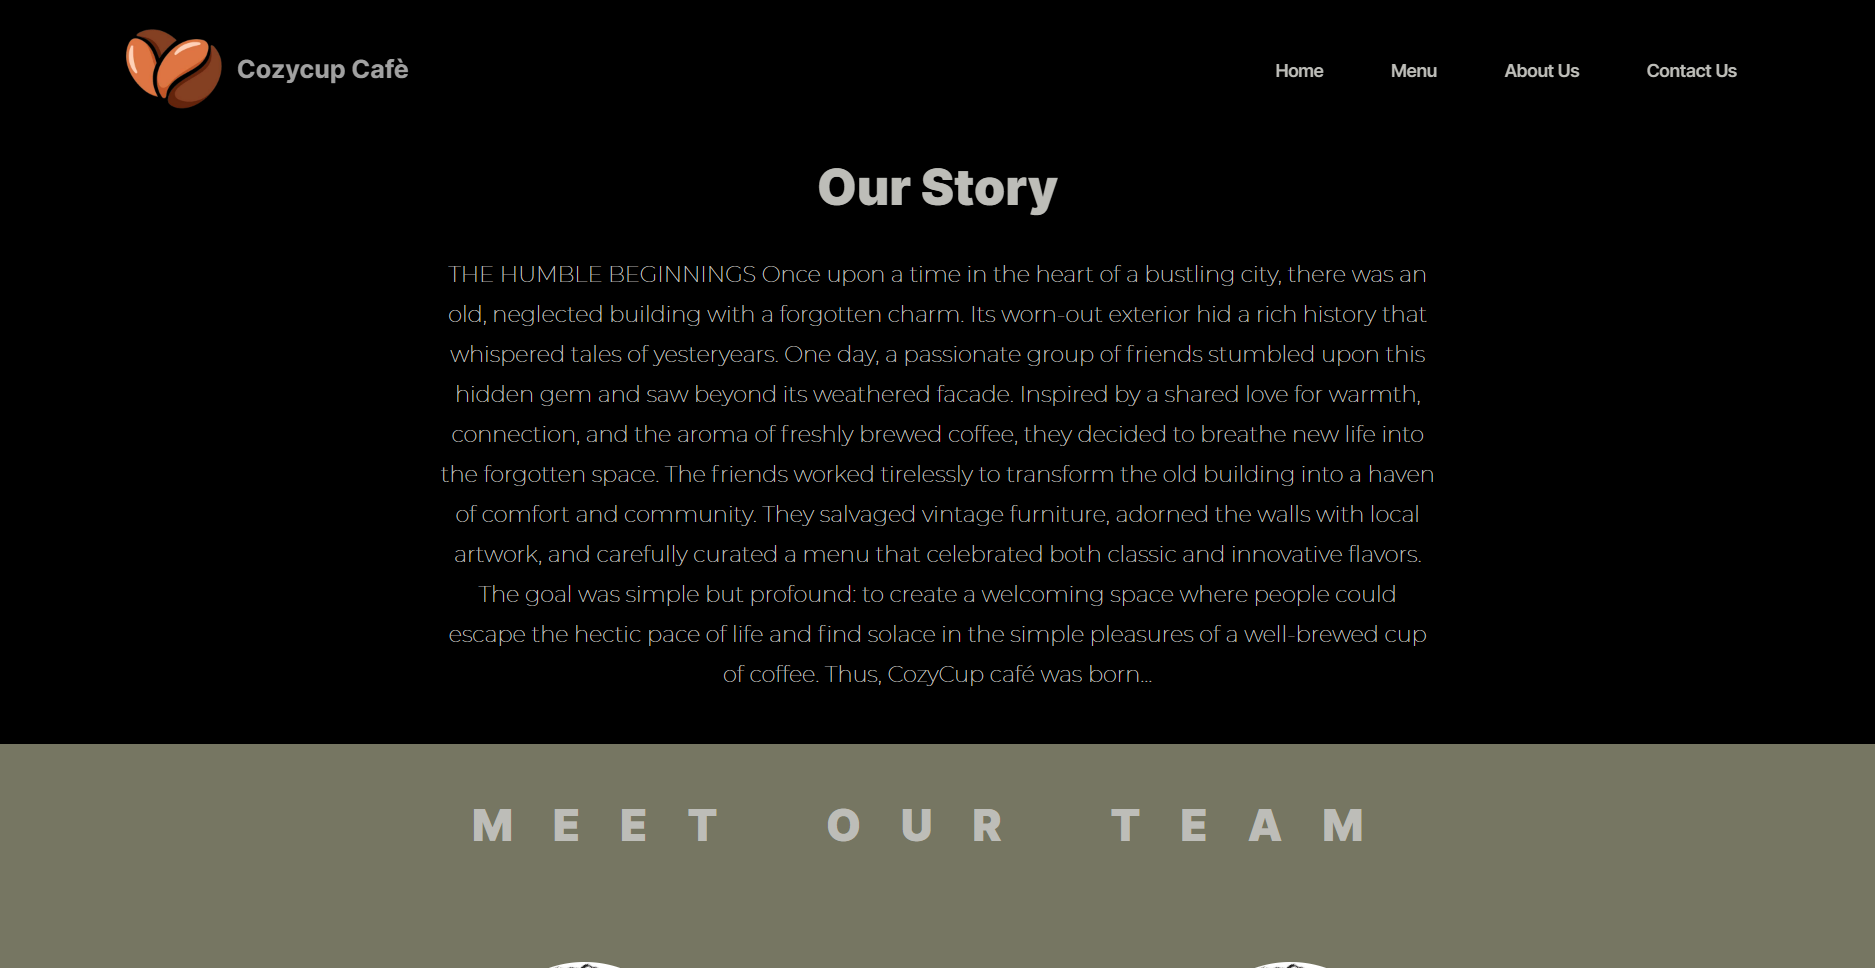 Cozycup Cafè
Home
Menu
About Us
Contact Us
Our Story
THE HUMBLE BEGINNINGS Once upon a time in the heart of a bustling city, there was an
old, neglected building with a forgotten charm. Its worn-out exterior hid a rich history that
whispered tales of yesteryears. One day, a passionate group of friends stumbled upon this
hidden gem and saw beyond its weathered facade. Inspired by a shared love for warmth,
connection, and the aroma of freshly brewed coffee, they decided to breathe new life into
the forgotten space. The friends worked tirelessly to transform the old building into a haven
of comfort and community. They salvaged vintage furniture, adorned the walls with local
artwork, and carefully curated a menu that celebrated both classic and innovative flavors.
The goal was simple but profound: to create a welcoming space where people could
escape the hectic pace of life and find solace in the simple pleasures of a well-brewed cup
of coffee. Thus, CozyCup café was born...
MEET OUR TEAM